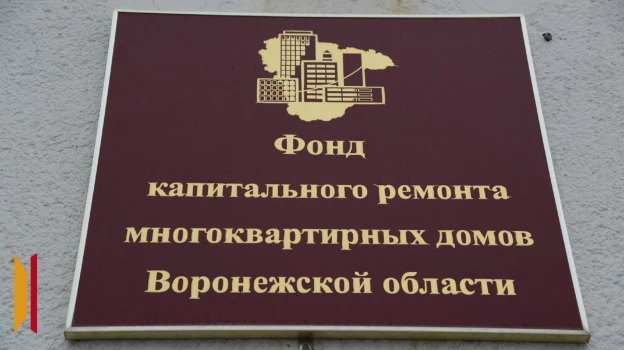 Фонд
капитального ремонта
многоквартирных домов
Воронежской области